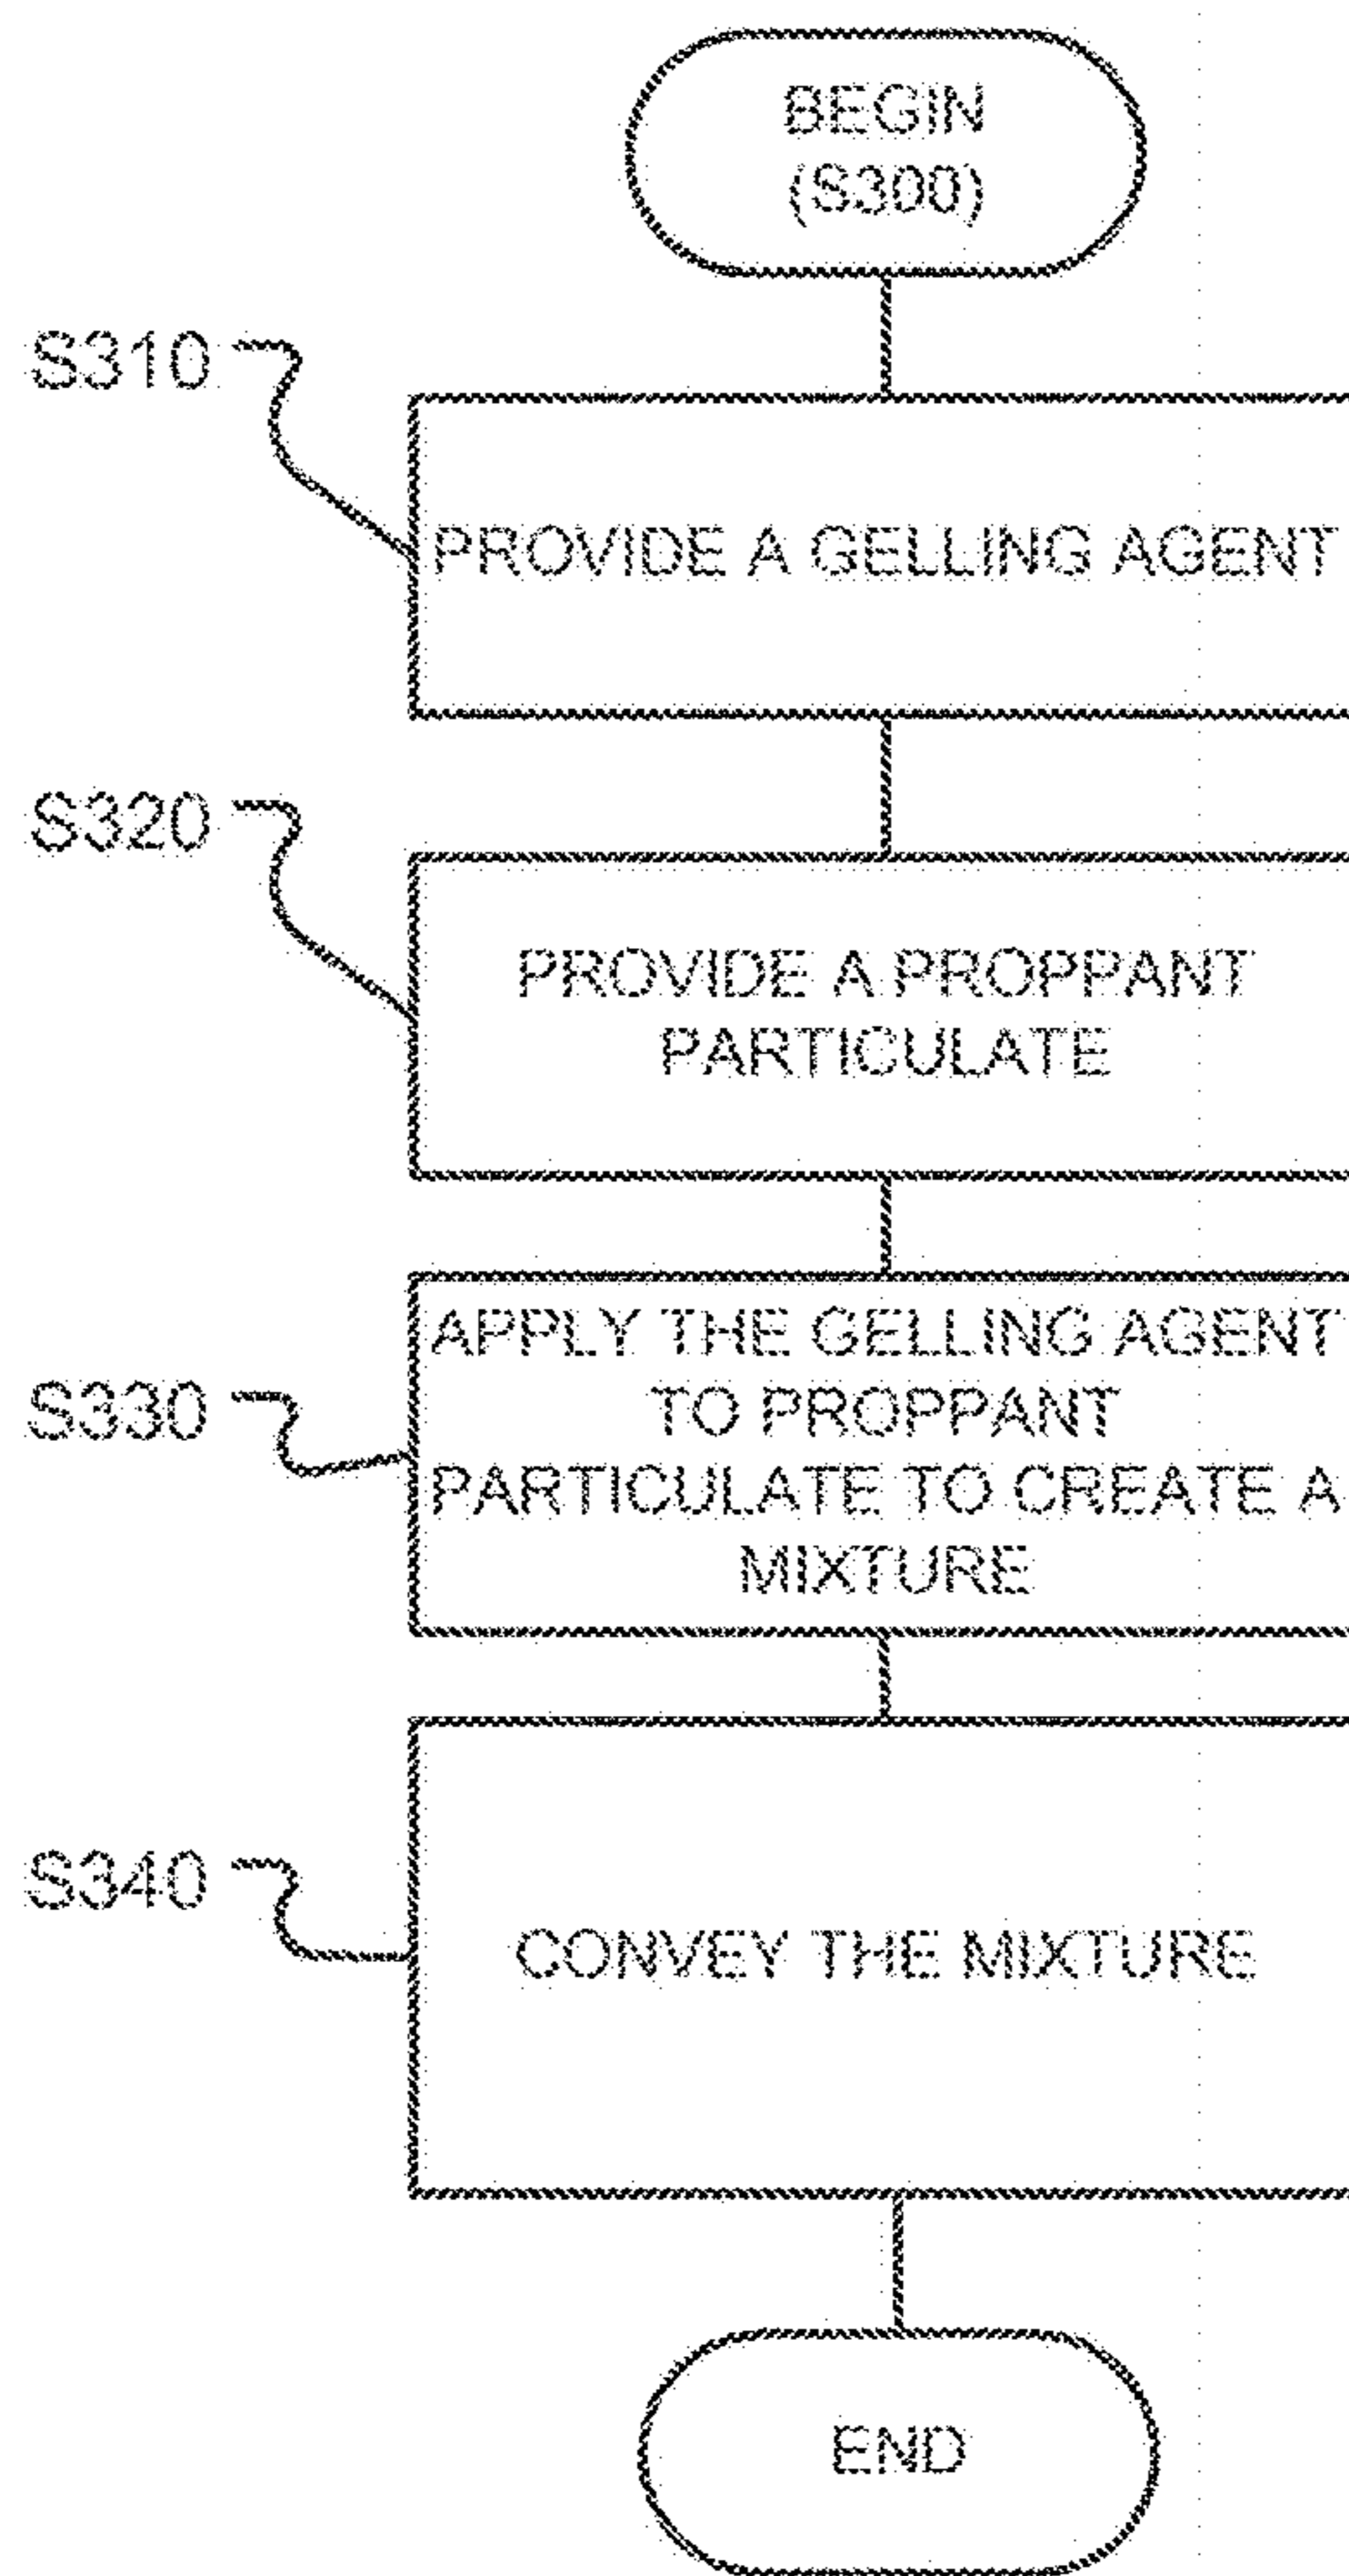 BEGIN
(S300)
S310
PROVIDE A GELLING AGENT
S320
PROVIDE A PROPPANT
PARTICULATE
S330
APPLY THE GELLING AGENT
TO PROPPANT
PARTICULATE TO CREATE A
MIXTURE
S340
CONVEY THE MIXTURE
END